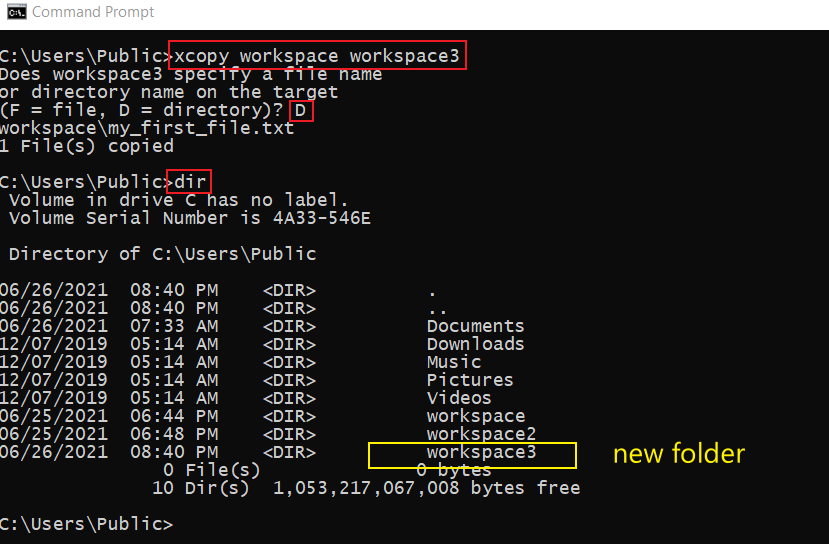 Command Prompt
C:\Users\Public>xcopy workspace workspace3
Does workspace3 specify a file name
or directory name on the target
(F = file, D = directory)? D
workspace\my_first_file.txt
1 File(s) copied
C:\Users\Public>dir
Volume in drive C has no label.
Volume Serial Number is 4A33-546E
Directory of C:\Users\Public
06/26/2021  08:40 PM    <DIR>          .
06/26/2021  08:40 PM    <DIR>          ..
06/26/2021  07:33 AM    <DIR>          Documents
12/07/2019  05:14 AM    <DIR>          Downloads
12/07/2019  05:14 AM    <DIR>          Music
12/07/2019  05:14 AM    <DIR>          Pictures
12/07/2019  05:14 AM    <DIR>          Videos
06/25/2021  06:44 PM    <DIR>          workspace
06/25/2021  06:48 PM    <DIR>          workspace2
06/26/2021  08:40 PM    <DIR>          workspace3 new folder
0 File(s)              0 bytes
10 Dir(s)  1,053,217,067,008 bytes free
C:\Users\Public>